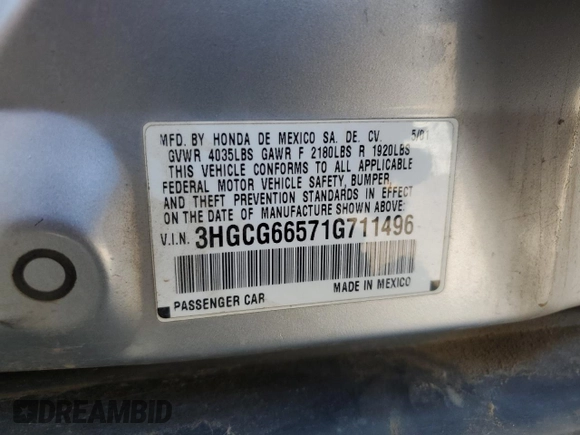 MFD. BY HONDA DE MEXICO SA. DE. CV. 5/01
GVWR 4035LBS GAWR F 2180LBS R 1920LBS
THIS VEHICLE CONFORMS TO ALL APPLICABLE
FEDERAL MOTOR VEHICLE SAFETY, BUMPER
AND THEFT PREVENTION STANDARDS IN EFFECT
ON THE DATE OF MANUFACTURE SHOWN ABOVE.
V.I.N. 3HGCG66571G711496
PASSENGER CAR MADE IN MEXICO
DREAMBID